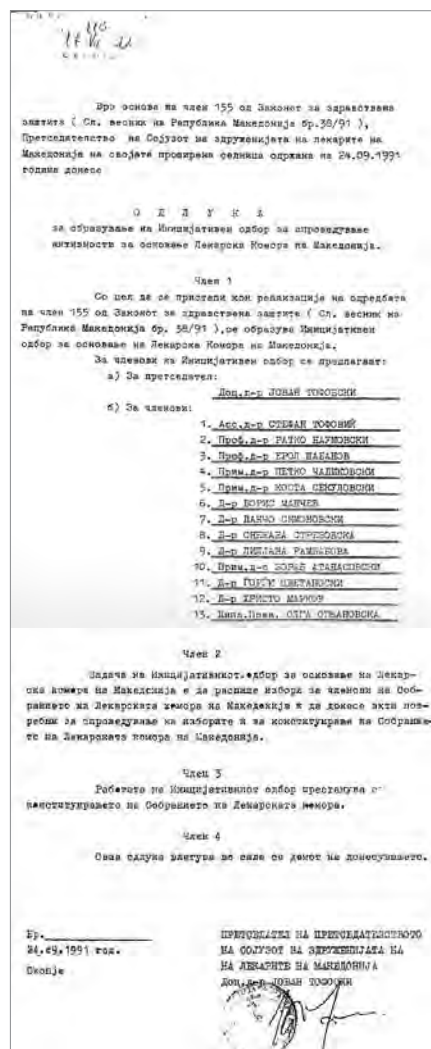 Врз основа на член 155 од Законот за здравствена
заштита ( Сл. весник на Република Македонија бр.38/91 ),
Претседателство на Сојузот на здруженијата на лекарите на
Македонија на својата проширена седница одржана на 24.09.1991
година донесе
О Д Л У К А
за образување на Иницијативен одбор за спроведување
активности за основање Лекарска Комора на Македонија.
Член 1
Со цел да се пристапи кон реализација на одредбата
на член 155 од Законот за здравствена заштита ( Сл. весник на
Република Македонија бр. 38/91 ),се образува Иницијативен
одбор за основање на Лекарска Комора на Македонија.
За членови на Иницијативен одбор се предлагаат:
а) За претседател:
Доц.д-р ЈОВАН ТОФОСКИ
б) За членови:
1. Асс.д-р СТЕФАН ТОФОВИЌ
2. Проф.д-р РАТКО НАУМОВСКИ
3. Проф.д-р ЕРОЛ ШАБАНОВ
4. Прим.д-р ПЕТКО ЧАДИКОВСКИ
5. Прим.д-р КОСТА СЕКУЛОВСКИ
6. Д-р БОРИС МАНЧЕВ
7. Д-р ПАНЧО СИМОНОВСКИ
8. Д-р СНЕЖАНА СТРЕЗОВСКА
9. Д-р ЛИЛЈАНА
10. Прим.д-р АТАНАСОВСКИ
11. Д-р ЃОРЃИ ЦВЕТАНОСКИ
12. Д-р ХРИСТО МАРКОВ
13. ОЛГА СТЕАНОВСКА
Член 2
Задача на Иницијативниот одбор за основање на Лекар-
ска комора на Македонија е да распише избори за членови на Соб-
ранието на Лекарската комора на Македонија и да донесе акти пот-
ребни за спроведување на изборите и за конституирање на Собрание-
то на Лекарската комора на Македонија.
Член 3
Работата на Иницијативниот одбор престанува с
конституирањето на Собранието на Лекарската комора.
Член 4
Оваа одлука влегува во сила со денот на донесувањето.
Бр.
24.09.1991 год.
Скопје
ПРЕТСЕДАТЕЛ НА ПРЕТСЕДАТЕЛСТВОТО
НА СОЈУЗОТ НА ЗДРУЖЕНИЈАТА НА
НА ЛЕКАРИТЕ НА МАКЕДОНИЈА
Доц.д-р ЈОВАН ТОФОСКИ